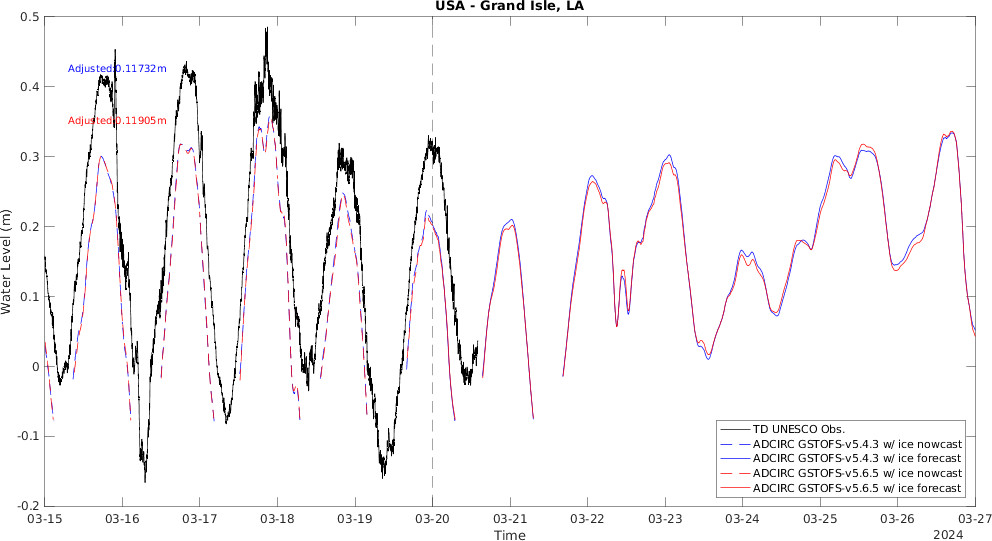 USA - Grand Isle, LA
0.5
0.4
0.3
0.2
0.1
0
-0.1
-0.2
Water Level (m)
Adjusted:0.11732m
Adjusted:0.11905m
TD UNESCO Obs.
ADCIRC GSTOFS-v5.4.3 w/ ice nowcast
ADCIRC GSTOFS-v5.4.3 w/ ice forecast
ADCIRC GSTOFS-v5.6.5 w/ ice nowcast
ADCIRC GSTOFS-v5.6.5 w/ ice forecast
03-15 03-16 03-17 03-18 03-19 03-20 03-21 03-22 03-23 03-24 03-25 03-26 03-27
Time
2024